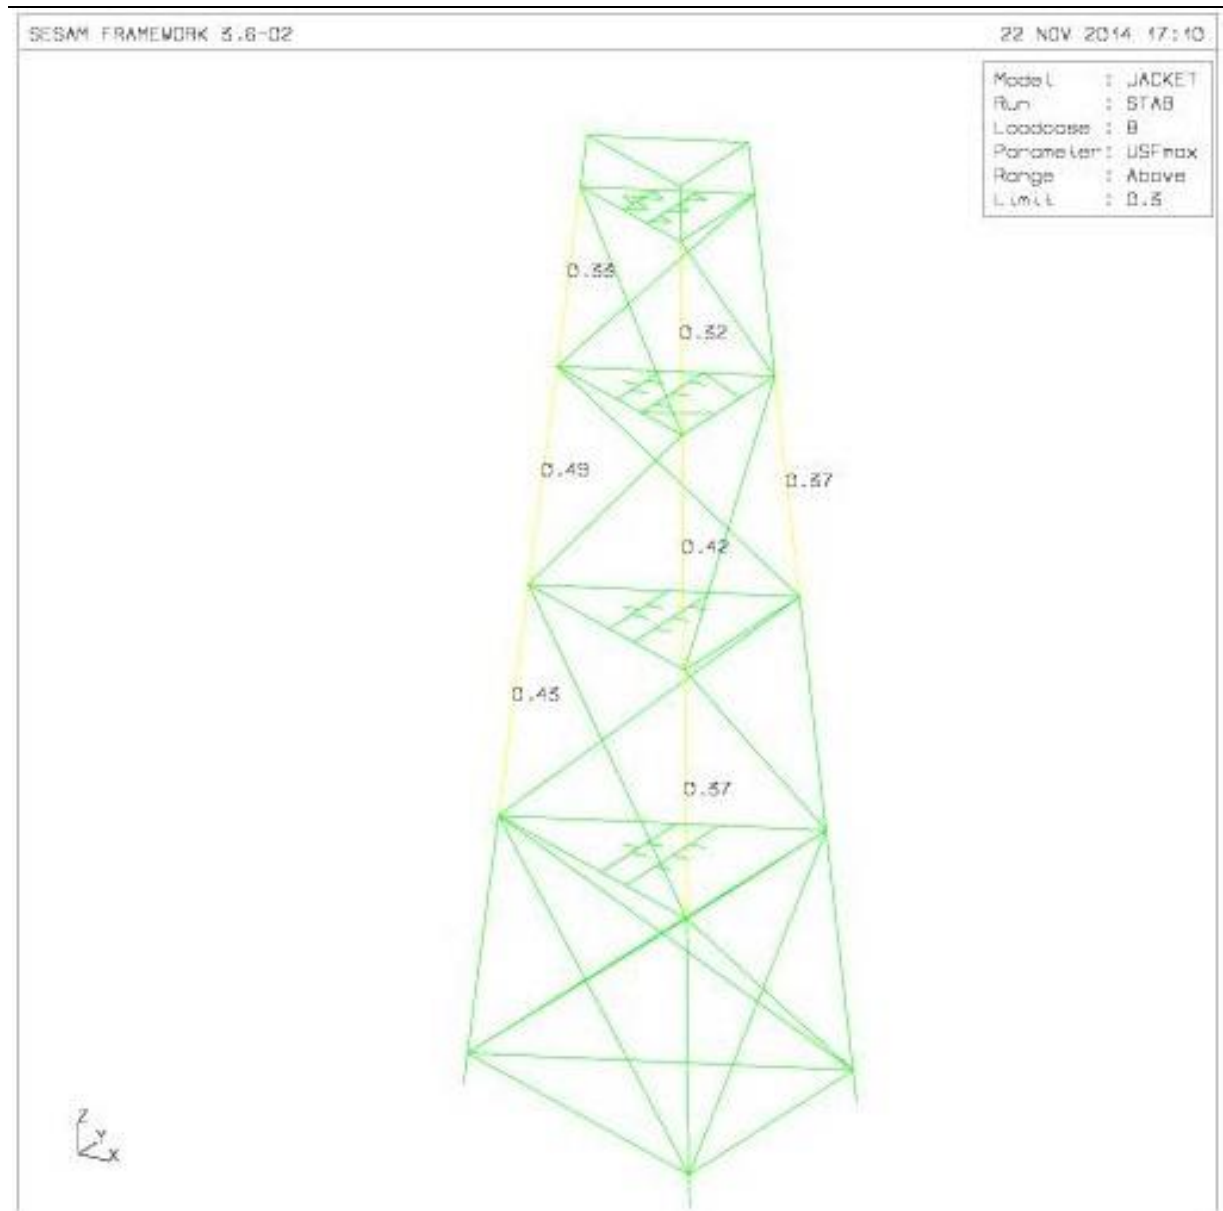 SESAM FRAMEWORK 3.6-02
22 NOV 2014 17:10
Model : JACKET
Run : STAB
Loadcase : 8
Parameter: USFmax
Range : Above
Limit : 0.3
0.33
0.32
0.49
0.37
0.42
0.43
0.37
Z
Y
X